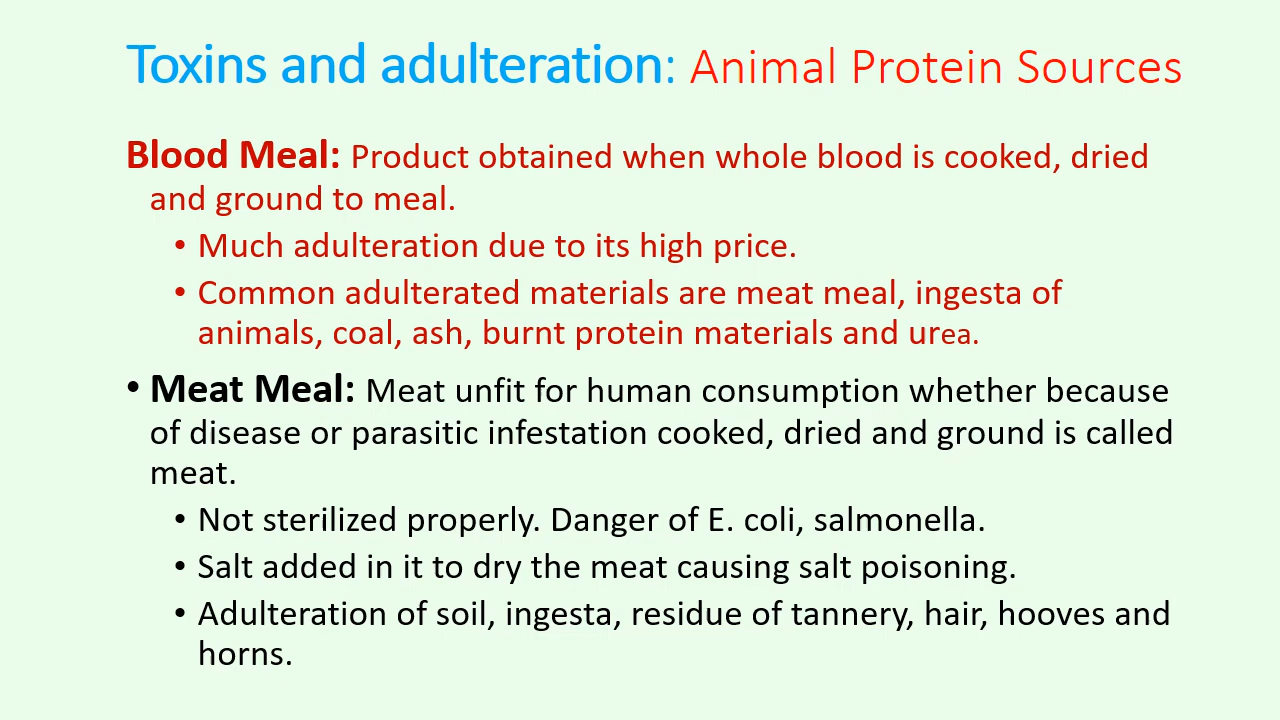 Toxins and adulteration: Animal Protein Sources
Blood Meal: Product obtained when whole blood is cooked, dried
and ground to meal.
• Much adulteration due to its high price.
• Common adulterated materials are meat meal, ingesta of
animals, coal, ash, burnt protein materials and urea.
• Meat Meal: Meat unfit for human consumption whether because
of disease or parasitic infestation cooked, dried and ground is called
meat.
• Not sterilized properly. Danger of E. coli, salmonella.
• Salt added in it to dry the meat causing salt poisoning.
• Adulteration of soil, ingesta, residue of tannery, hair, hooves and
horns.